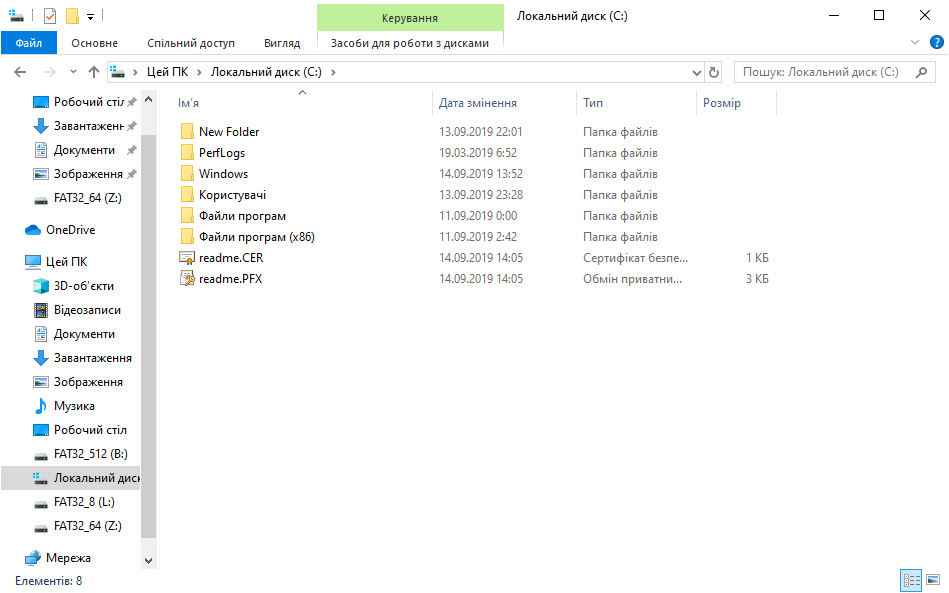 Керування
Локальний диск (C:)
Файл
Основне
Спільний доступ
Вигляд
Засоби для роботи з дисками
Цей ПК
Локальний диск (C:)
Пошук: Локальний диск (C:)
Робочий стіл
Завантаженн
Документи
Зображення
FAT32_64 (Z:)
OneDrive
Цей ПК
3D-об'єкти
Відеозаписи
Документи
Завантаження
Зображення
Музика
Робочий стіл
FAT32_512 (B:)
Локальний диск
FAT32_8 (L:)
FAT32_64 (Z:)
Мережа
Ім'я Дата змінення Тип Розмір
New Folder 13.09.2019 22:01 Папка файлів
PerfLogs 19.03.2019 6:52 Папка файлів
Windows 14.09.2019 13:52 Папка файлів
Користувачі 13.09.2019 23:28 Папка файлів
Файли програм 11.09.2019 0:00 Папка файлів
Файли програм (x86) 11.09.2019 2:42 Папка файлів
readme.CER 14.09.2019 14:05 Сертифікат безпе... 1 КБ
readme.PFX 14.09.2019 14:05 Обмін приватни... 3 КБ
Елементів: 8